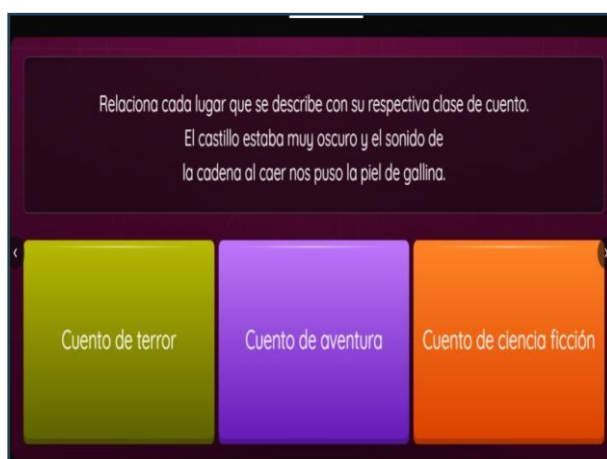 Relaciona cada lugar que se describe con su respectiva clase de cuento.
El castillo estaba muy oscuro y el sonido de
la cadena al caer nos puso la piel de gallina.
Cuento de terror
Cuento de aventura
Cuento de ciencia ficción